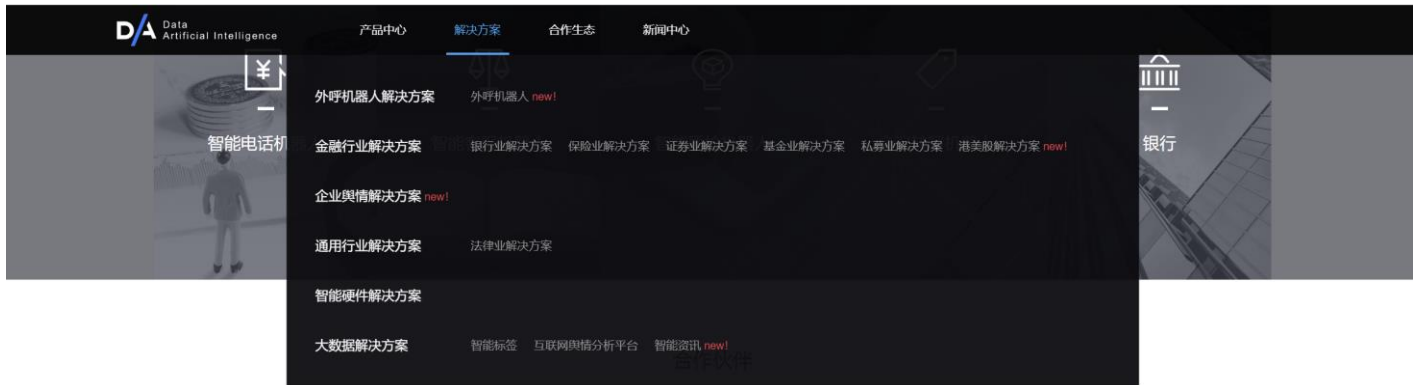 D/A Data
Artificial Intelligence
产品中心 解决方案 合作生态 新闻中心
外呼机器人解决方案 外呼机器人 new!
智能电话机
金融行业解决方案 银行业解决方案 保险业解决方案 证券业解决方案 基金业解决方案 私募业解决方案 港美股解决方案 new!
银行
企业舆情解决方案 new!
通用行业解决方案 法律业解决方案
智能硬件解决方案
大数据解决方案 智能标签 互联网舆情分析平台 智能资讯 new!
合作伙伴